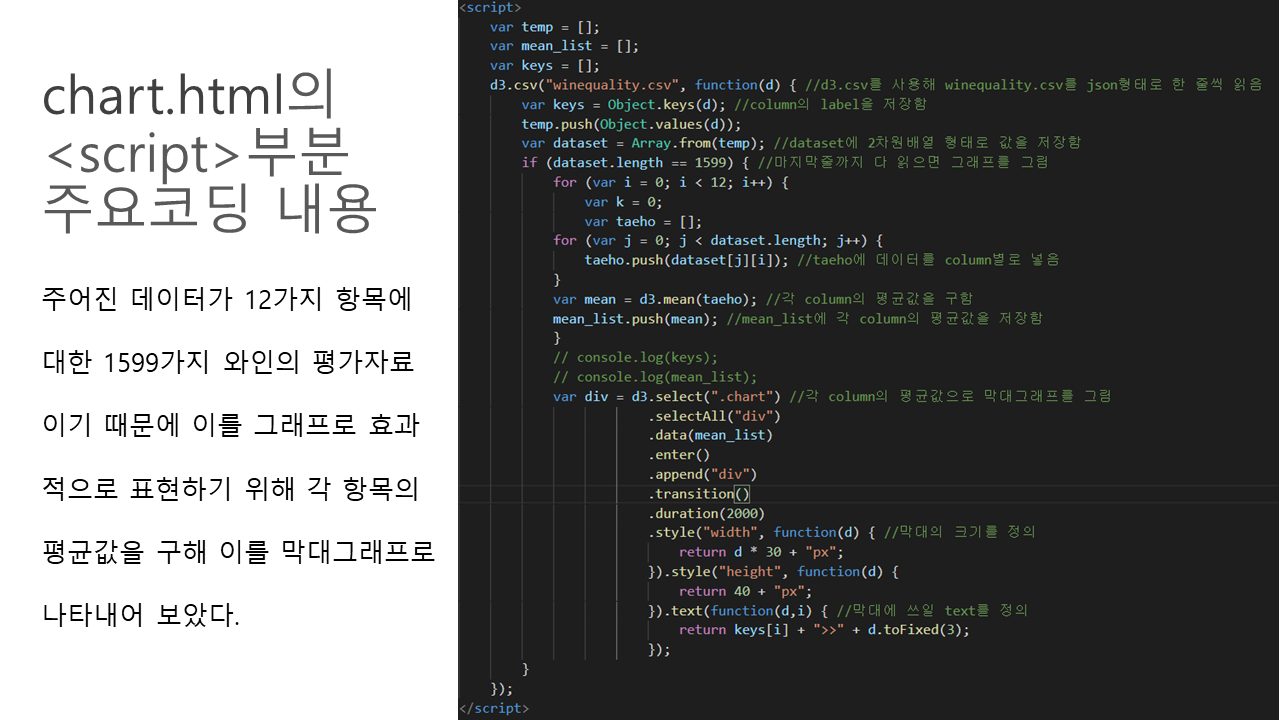 chart.html의
<script>부분
주요코딩 내용
주어진 데이터가 12가지 항목에
대한 1599가지 와인의 평가자료
이기 때문에 이를 그래프로 효과
적으로 표현하기 위해 각 항목의
평균값을 구해 이를 막대그래프로
나타내어 보았다.
<script>
var temp = [];
var mean_list = [];
var keys = [];
d3.csv("winequality.csv", function(d) { //d3.csv를 사용해 winequality.csv를 json형태로 한 줄씩 읽음
var keys = Object.keys(d); //column의 label을 저장함
temp.push(Object.values(d));
var dataset = Array.from(temp); //dataset에 2차원배열 형태로 값을 저장함
if (dataset.length == 1599) { //마지막줄까지 다 읽으면 그래프를 그림
for (var i = 0; i < 12; i++) {
var k = 0;
var taeho = [];
for (var j = 0; j < dataset.length; j++) {
taeho.push(dataset[j][i]); //taeho에 데이터를 column별로 넣음
}
var mean = d3.mean(taeho); //각 column의 평균값을 구함
mean_list.push(mean); //mean_list에 각 column의 평균값을 저장함
}
// console.log(keys);
// console.log(mean_list);
var div = d3.select(".chart") //각 column의 평균값으로 막대그래프를 그림
.selectAll("div")
.data(mean_list)
.enter()
.append("div")
.transition()
.duration(2000)
.style("width", function(d) { //막대의 크기를 정의
return d * 30 + "px";
}).style("height", function(d) {
return 40 + "px";
}).text(function(d,i) { //막대에 쓰일 text를 정의
return keys[i] + ">>" + d.toFixed(3);
});
}
});
</script>